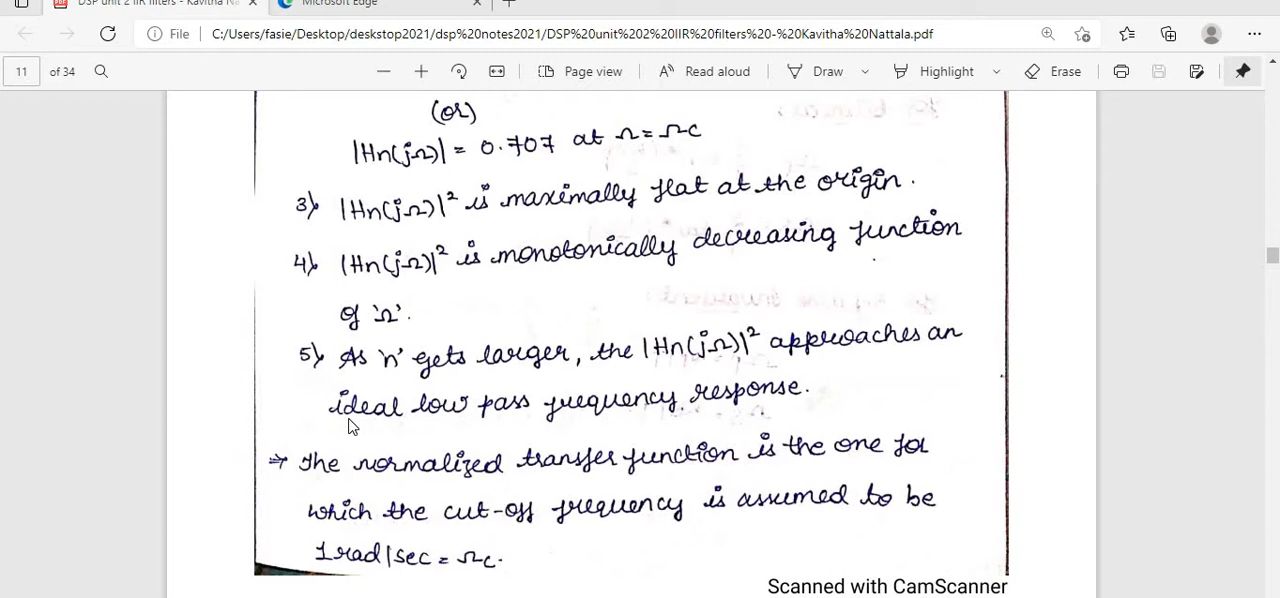 DSP unit 2 IIR filters - Kavitha Na
Microsoft Edge
File C:/Users/fasie/Desktop/deskstop2021/dsp%20notes2021/DSP%20unit%202%20IIR%20filters%20-%20Kavitha%20Nattala.pdf
11 of 34 Page view Read aloud Draw Highlight Erase
(or)
|Hn(jΩ)| = 0.707 at Ω = Ωc
3) |Hn(jΩ)|² is maximally flat at the origin.
4) |Hn(jΩ)|² is monotonically decreasing function
of 'Ω'.
5) As 'n' gets larger, the |Hn(jΩ)|² approaches an
ideal low pass frequency response.
⇒ The normalized transfer function is the one for
which the cut-off frequency is assumed to be
1rad/sec = Ωc.
Scanned with CamScanner